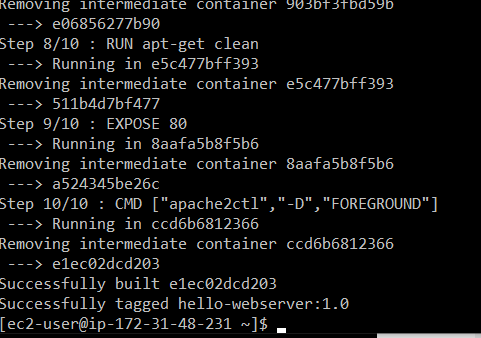 Removing intermediate container 903bf3fbd59b
 ---> e06856277b90
Step 8/10 : RUN apt-get clean
 ---> Running in e5c477bff393
Removing intermediate container e5c477bff393
 ---> 511b4d7bf477
Step 9/10 : EXPOSE 80
 ---> Running in 8aafa5b8f5b6
Removing intermediate container 8aafa5b8f5b6
 ---> a524345be26c
Step 10/10 : CMD ["apache2ctl","-D","FOREGROUND"]
 ---> Running in ccd6b6812366
Removing intermediate container ccd6b6812366
 ---> e1ec02dcd203
Successfully built e1ec02dcd203
Successfully tagged hello-webserver:1.0
[ec2-user@ip-172-31-48-231 ~]$